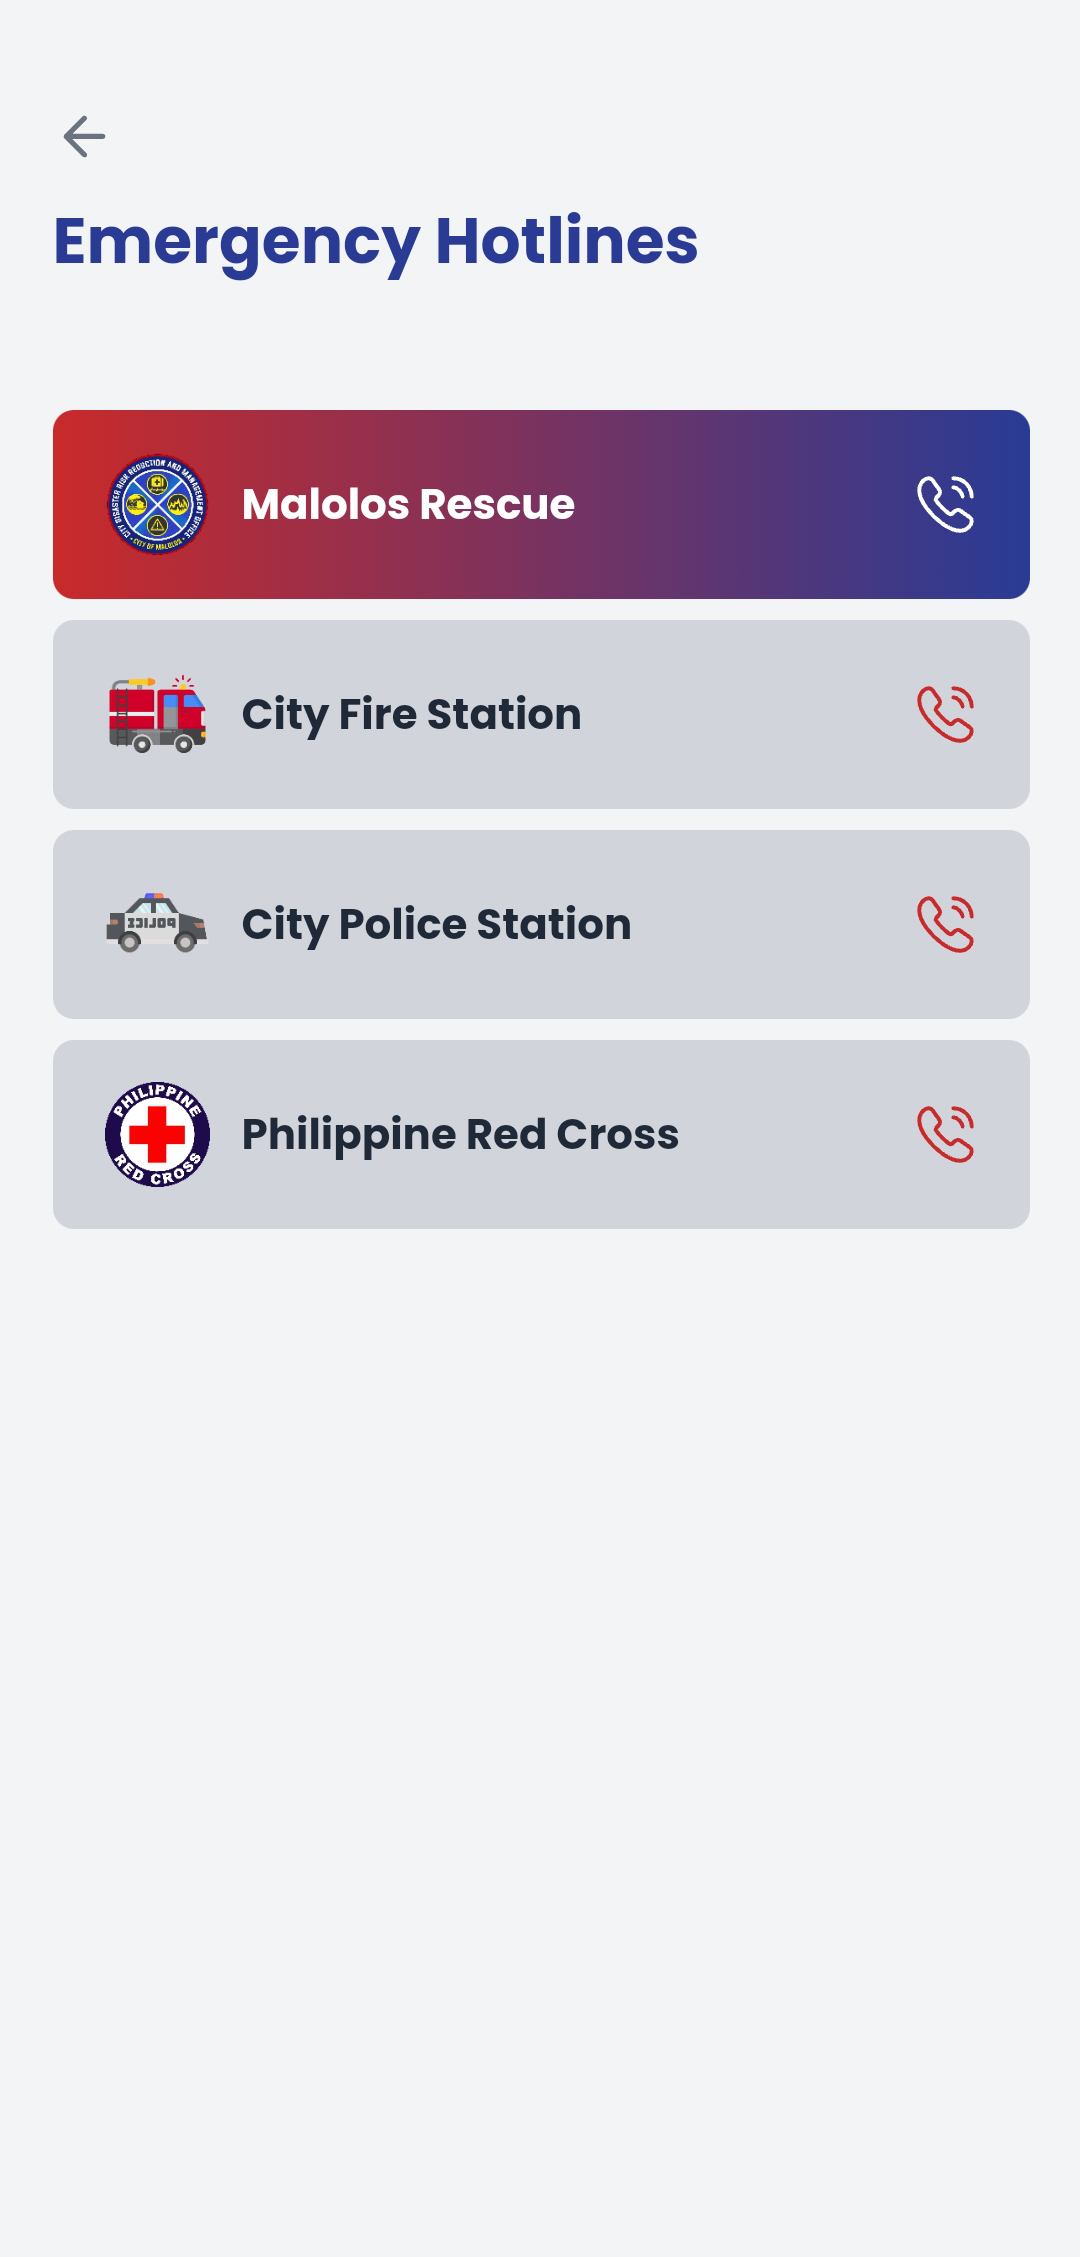 Emergency Hotlines
CITY DISASTER RISK REDUCTION AND MANAGEMENT OFFICE
• CITY OF MALOLOS •
Malolos Rescue
City Fire Station
POLICE
City Police Station
PHILIPPINE
RED CROSS
Philippine Red Cross